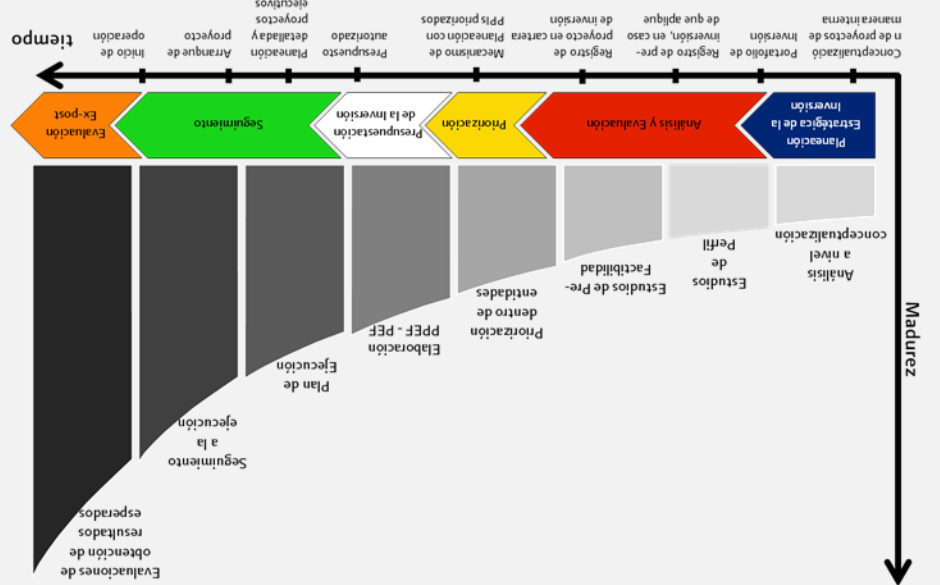 Evaluaciones de
obtención de
resultados
esperados
Seguimiento
a la
ejecución
Plan de
Ejecución
Elaboración
PPEF - PEF
Priorización
dentro de
entidades
Estudios de Pre-
Factibilidad
Estudios
de
Perfil
Análisis
a nivel
conceptualización
Madurez
Planeación
Estratégica de la
Inversión
Análisis y Evaluación
Priorización
Presupuestación
de la Inversión
Seguimiento
Evaluación
Ex-post
Conceptualizació
n de proyectos de
manera interna
Portafolio de
Inversión
Registro de pre-
inversión, en caso
de que aplique
Registro de
proyecto en cartera
de inversión
Mecanismo de
Planeación con
PPIs priorizados
Presupuesto
autorizado
Planeación
detallada y
proyectos
ejecutivos
Arranque de
proyecto
Inicio de
operación
tiempo